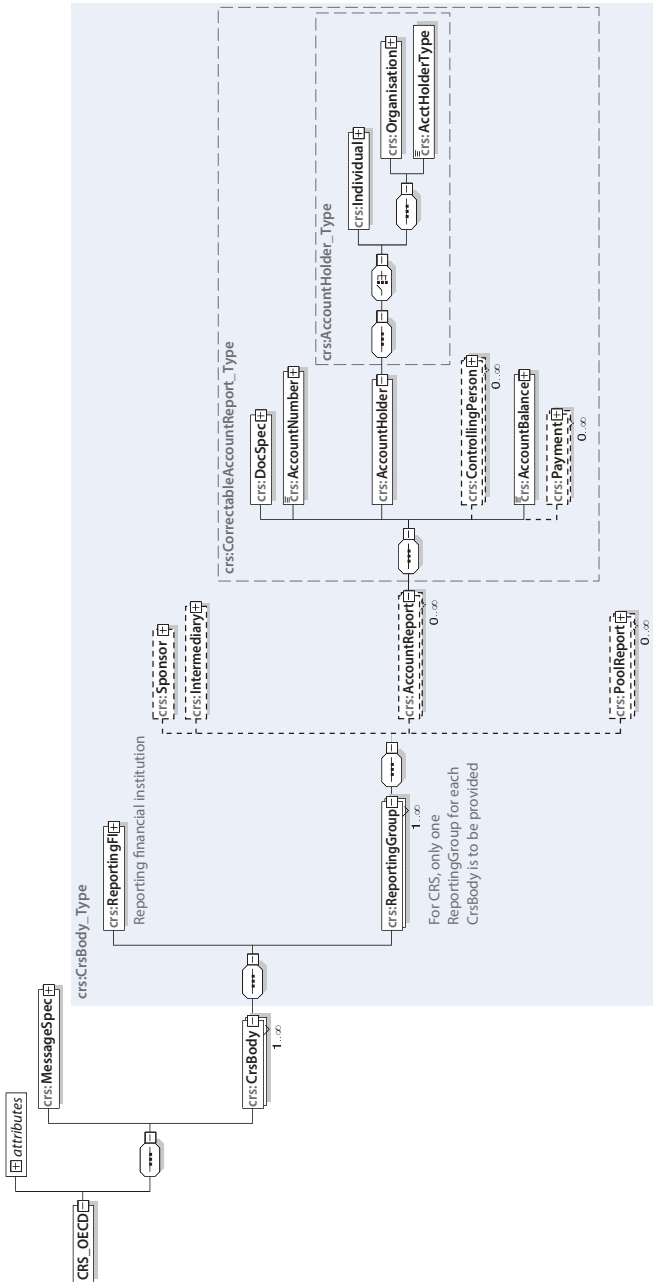 CRS_OECD
attributes
crs:MessageSpec
crs:CrsBody
1..∞
crs:CrsBody_Type
crs:ReportingFI
Reporting financial institution
crs:ReportingGroup
1..∞
For CRS, only one
ReportingGroup for each
CrsBody is to be provided
crs:Sponsor
crs:Intermediary
crs:AccountReport
0..∞
crs:PoolReport
0..∞
crs:CorrectableAccountReport_Type
crs:DocSpec
crs:AccountNumber
crs:AccountHolder
crs:ControllingPerson
0..∞
crs:AccountBalance
crs:Payment
0..∞
crs:AccountHolder_Type
crs:Individual
crs:Organisation
crs:AcctHolderType